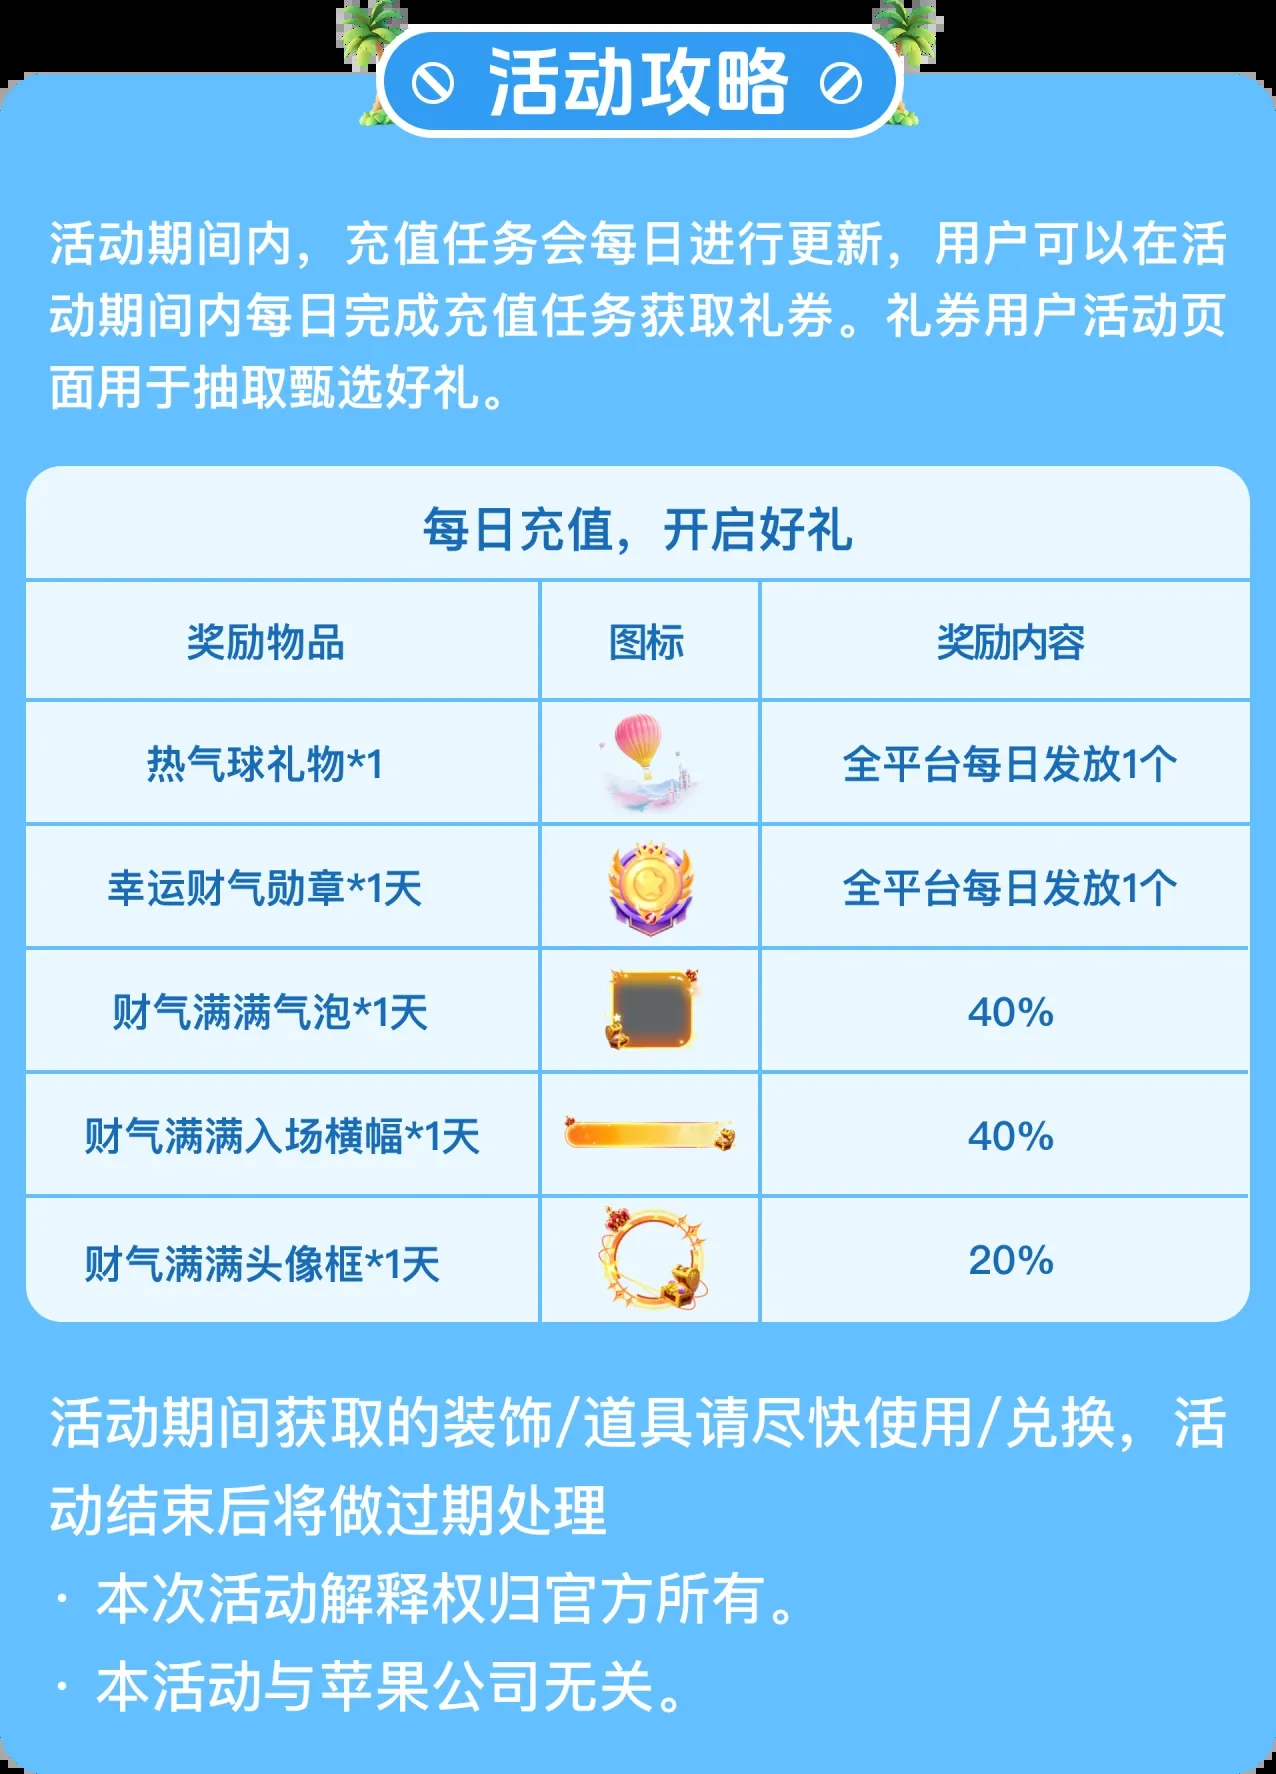 活动攻略
活动期间内，充值任务会每日进行更新，用户可以在活
动期间内每日完成充值任务获取礼券。礼券用户活动页
面用于抽取甄选好礼。
每日充值，开启好礼
奖励物品 图标 奖励内容
热气球礼物*1 全平台每日发放1个
幸运财气勋章*1天 全平台每日发放1个
财气满满气泡*1天 40%
财气满满入场横幅*1天 40%
财气满满头像框*1天 20%
活动期间获取的装饰/道具请尽快使用/兑换，活
动结束后将做过期处理
· 本次活动解释权归官方所有。
· 本活动与苹果公司无关。